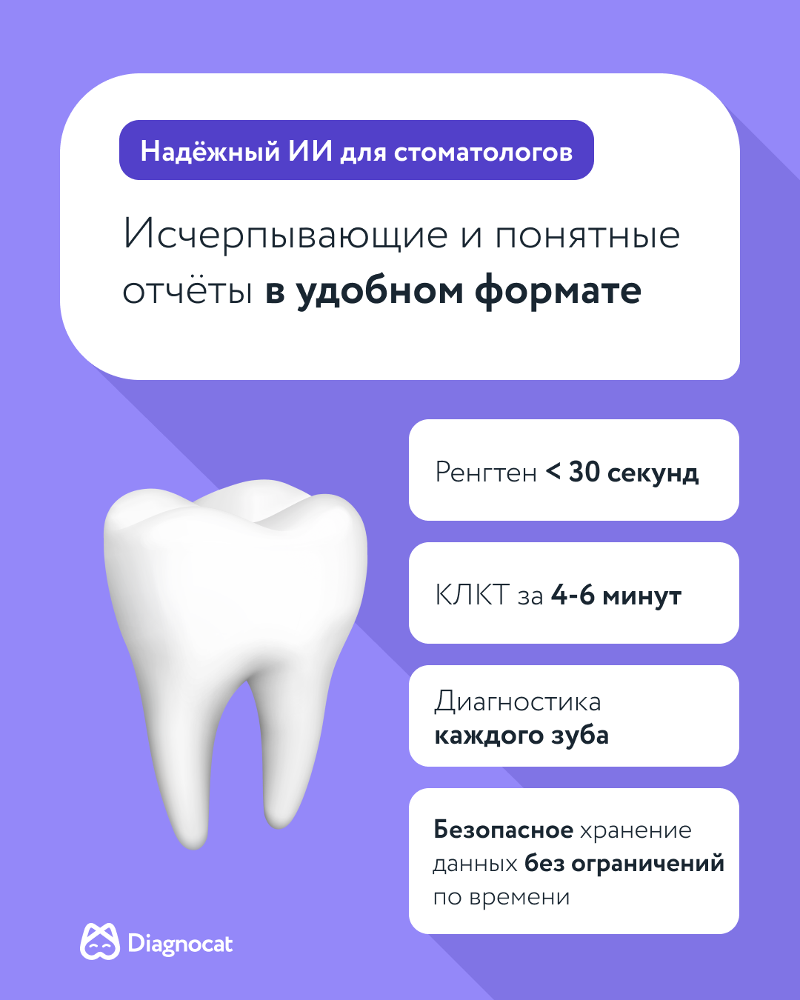 Надёжный ИИ для стоматологов
Исчерпывающие и понятные
отчёты в удобном формате
Ренгтен < 30 секунд
КЛКТ за 4-6 минут
Диагностика
каждого зуба
Безопасное хранение
данных без ограничений
по времени
Diagnocat